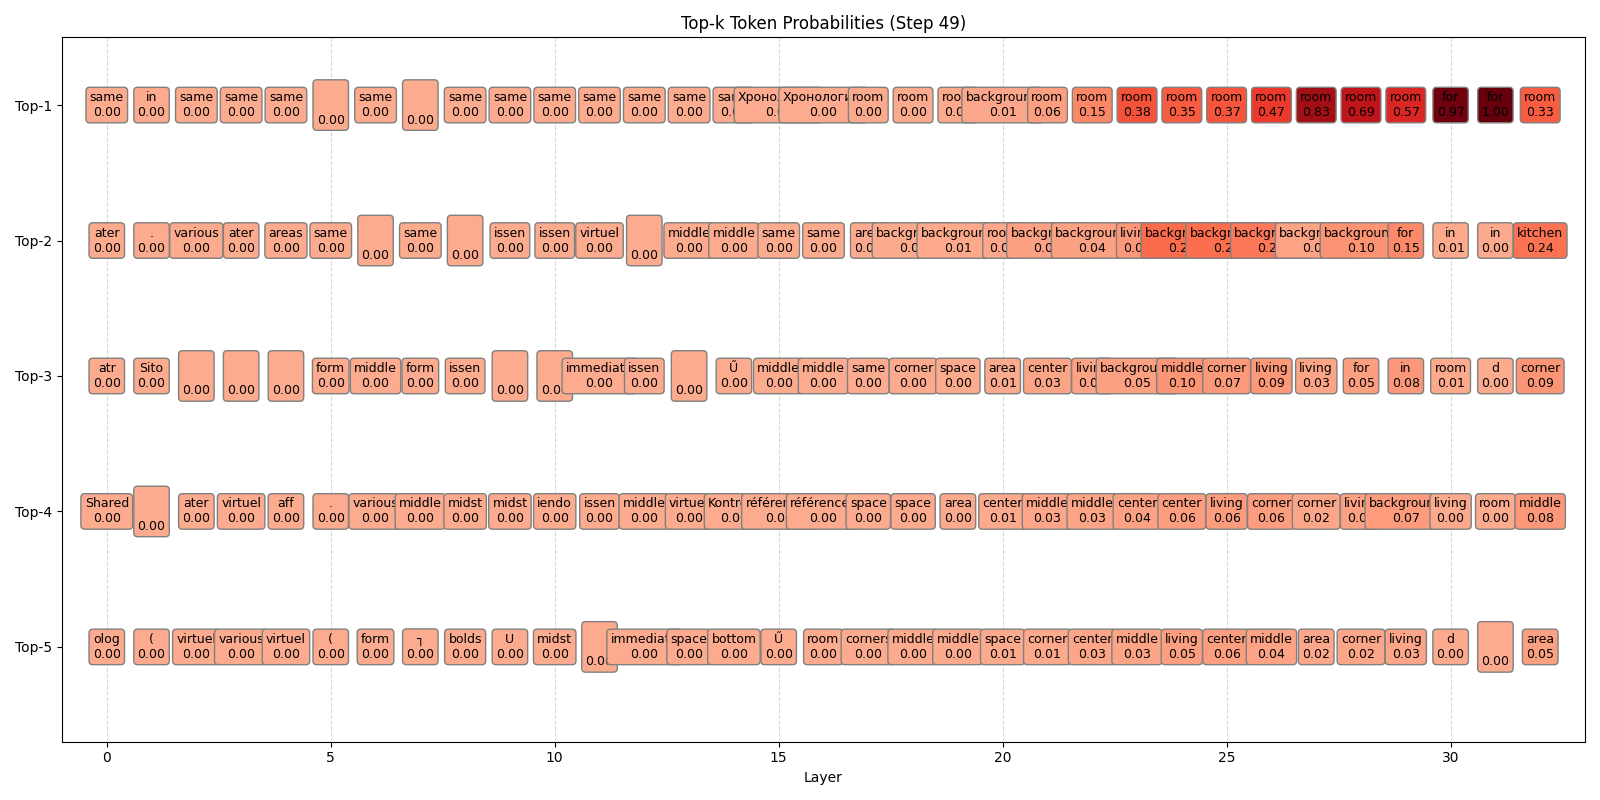 Top-k Token Probabilities (Step 49)
Top-1
same in same same same same same same same same same same same room room background room room room room room room room room room room for for room
0.00 0.00 0.00 0.00 0.00 0.00 0.00 0.00 0.00 0.00 0.00 0.00 0.00 0.00 0.00 0.00 0.00 0.01 0.06 0.15 0.38 0.35 0.37 0.47 0.83 0.69 0.57 0.97 1.00 0.33
Top-2
ater . various ater areas same same issen issen virtuel middle middle same same for in in kitchen
0.00 0.00 0.00 0.00 0.00 0.00 0.00 0.00 0.00 0.00 0.00 0.00 0.00 0.00 0.00 0.00 0.00 0.01 0.04 0.10 0.15 0.01 0.00 0.24
Top-3
atr Sito form middle form issen issen Ű middle middle same corner space area center middle corner living living for in room d corner
0.00 0.00 0.00 0.00 0.00 0.00 0.00 0.00 0.00 0.00 0.00 0.00 0.00 0.00 0.00 0.00 0.00 0.00 0.00 0.01 0.03 0.05 0.10 0.07 0.09 0.03 0.05 0.08 0.01 0.00 0.09
Top-4
Shared ater virtuel aff . various middle midst midst iendo issen middle space space area center middle middle center center living corner corner living room middle
0.00 0.00 0.00 0.00 0.00 0.00 0.00 0.00 0.00 0.00 0.00 0.00 0.00 0.00 0.00 0.00 0.00 0.00 0.01 0.03 0.03 0.04 0.06 0.06 0.06 0.02 0.07 0.00 0.00 0.08
Top-5
olog ( virtuel various virtuel ( form ┐ bolds U midst space bottom Ű room corners middle middle space corner center middle living center middle area corner living d area
0.00 0.00 0.00 0.00 0.00 0.00 0.00 0.00 0.00 0.00 0.00 0.00 0.00 0.00 0.00 0.00 0.00 0.00 0.00 0.01 0.01 0.03 0.03 0.05 0.06 0.04 0.02 0.02 0.03 0.00 0.00 0.05
0 5 10 15 20 25 30
Layer